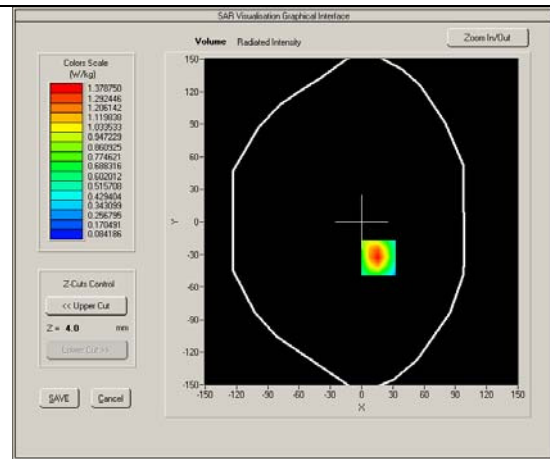 SAR Visualisation Graphical Interface
Volume Radiated Intensity
Zoom In/Out
Colors Scale
(W/kg)
1.378750
1.292446
1.206142
1.119838
1.033533
0.947229
0.860925
0.774621
0.688316
0.602012
0.515708
0.429404
0.343099
0.256795
0.170491
0.084186
Z-Cuts Control
<< Upper Cut
Z = 4.0 mm
Lower Cut >>
SAVE Cancel
150
120
90
60
30
0
-30
-60
-90
-120
-150
Y
-150 -120 -90 -60 -30 0 30 60 90 120 150
X